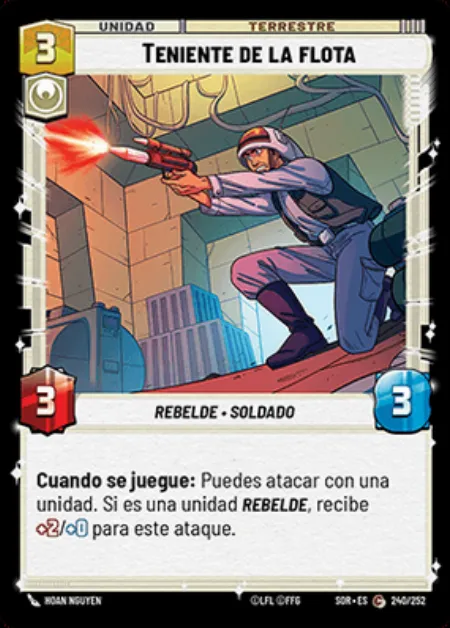 UNIDAD
TERRESTRE
3
TENIENTE DE LA FLOTA
3
REBELDE • SOLDADO
3
Cuando se juegue: Puedes atacar con una
unidad. Si es una unidad REBELDE, recibe
+2/+0 para este ataque.
HOAN NGUYEN
©LFL ©FFG
SOR • ES
C
240/252